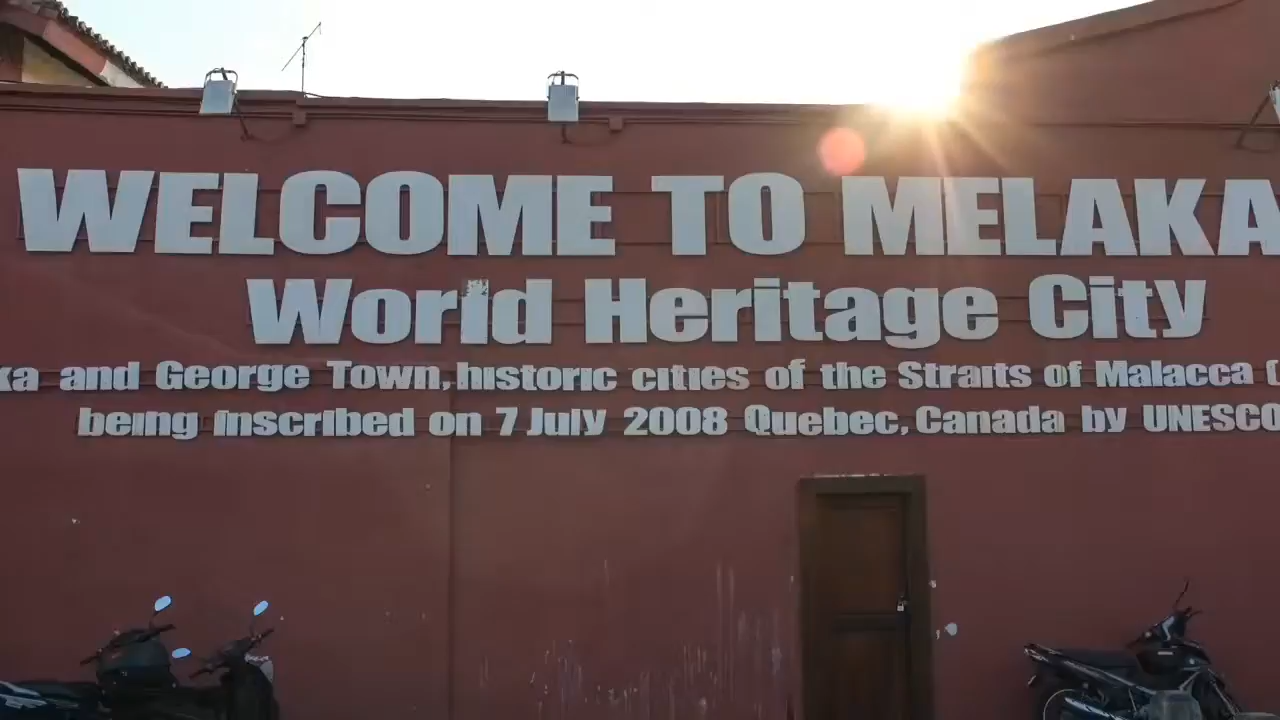 WELCOME TO MELAKA
World Heritage City
ka and George Town, historic cities of the Straits of Malacca
being inscribed on 7 July 2008 Quebec, Canada by UNESCO